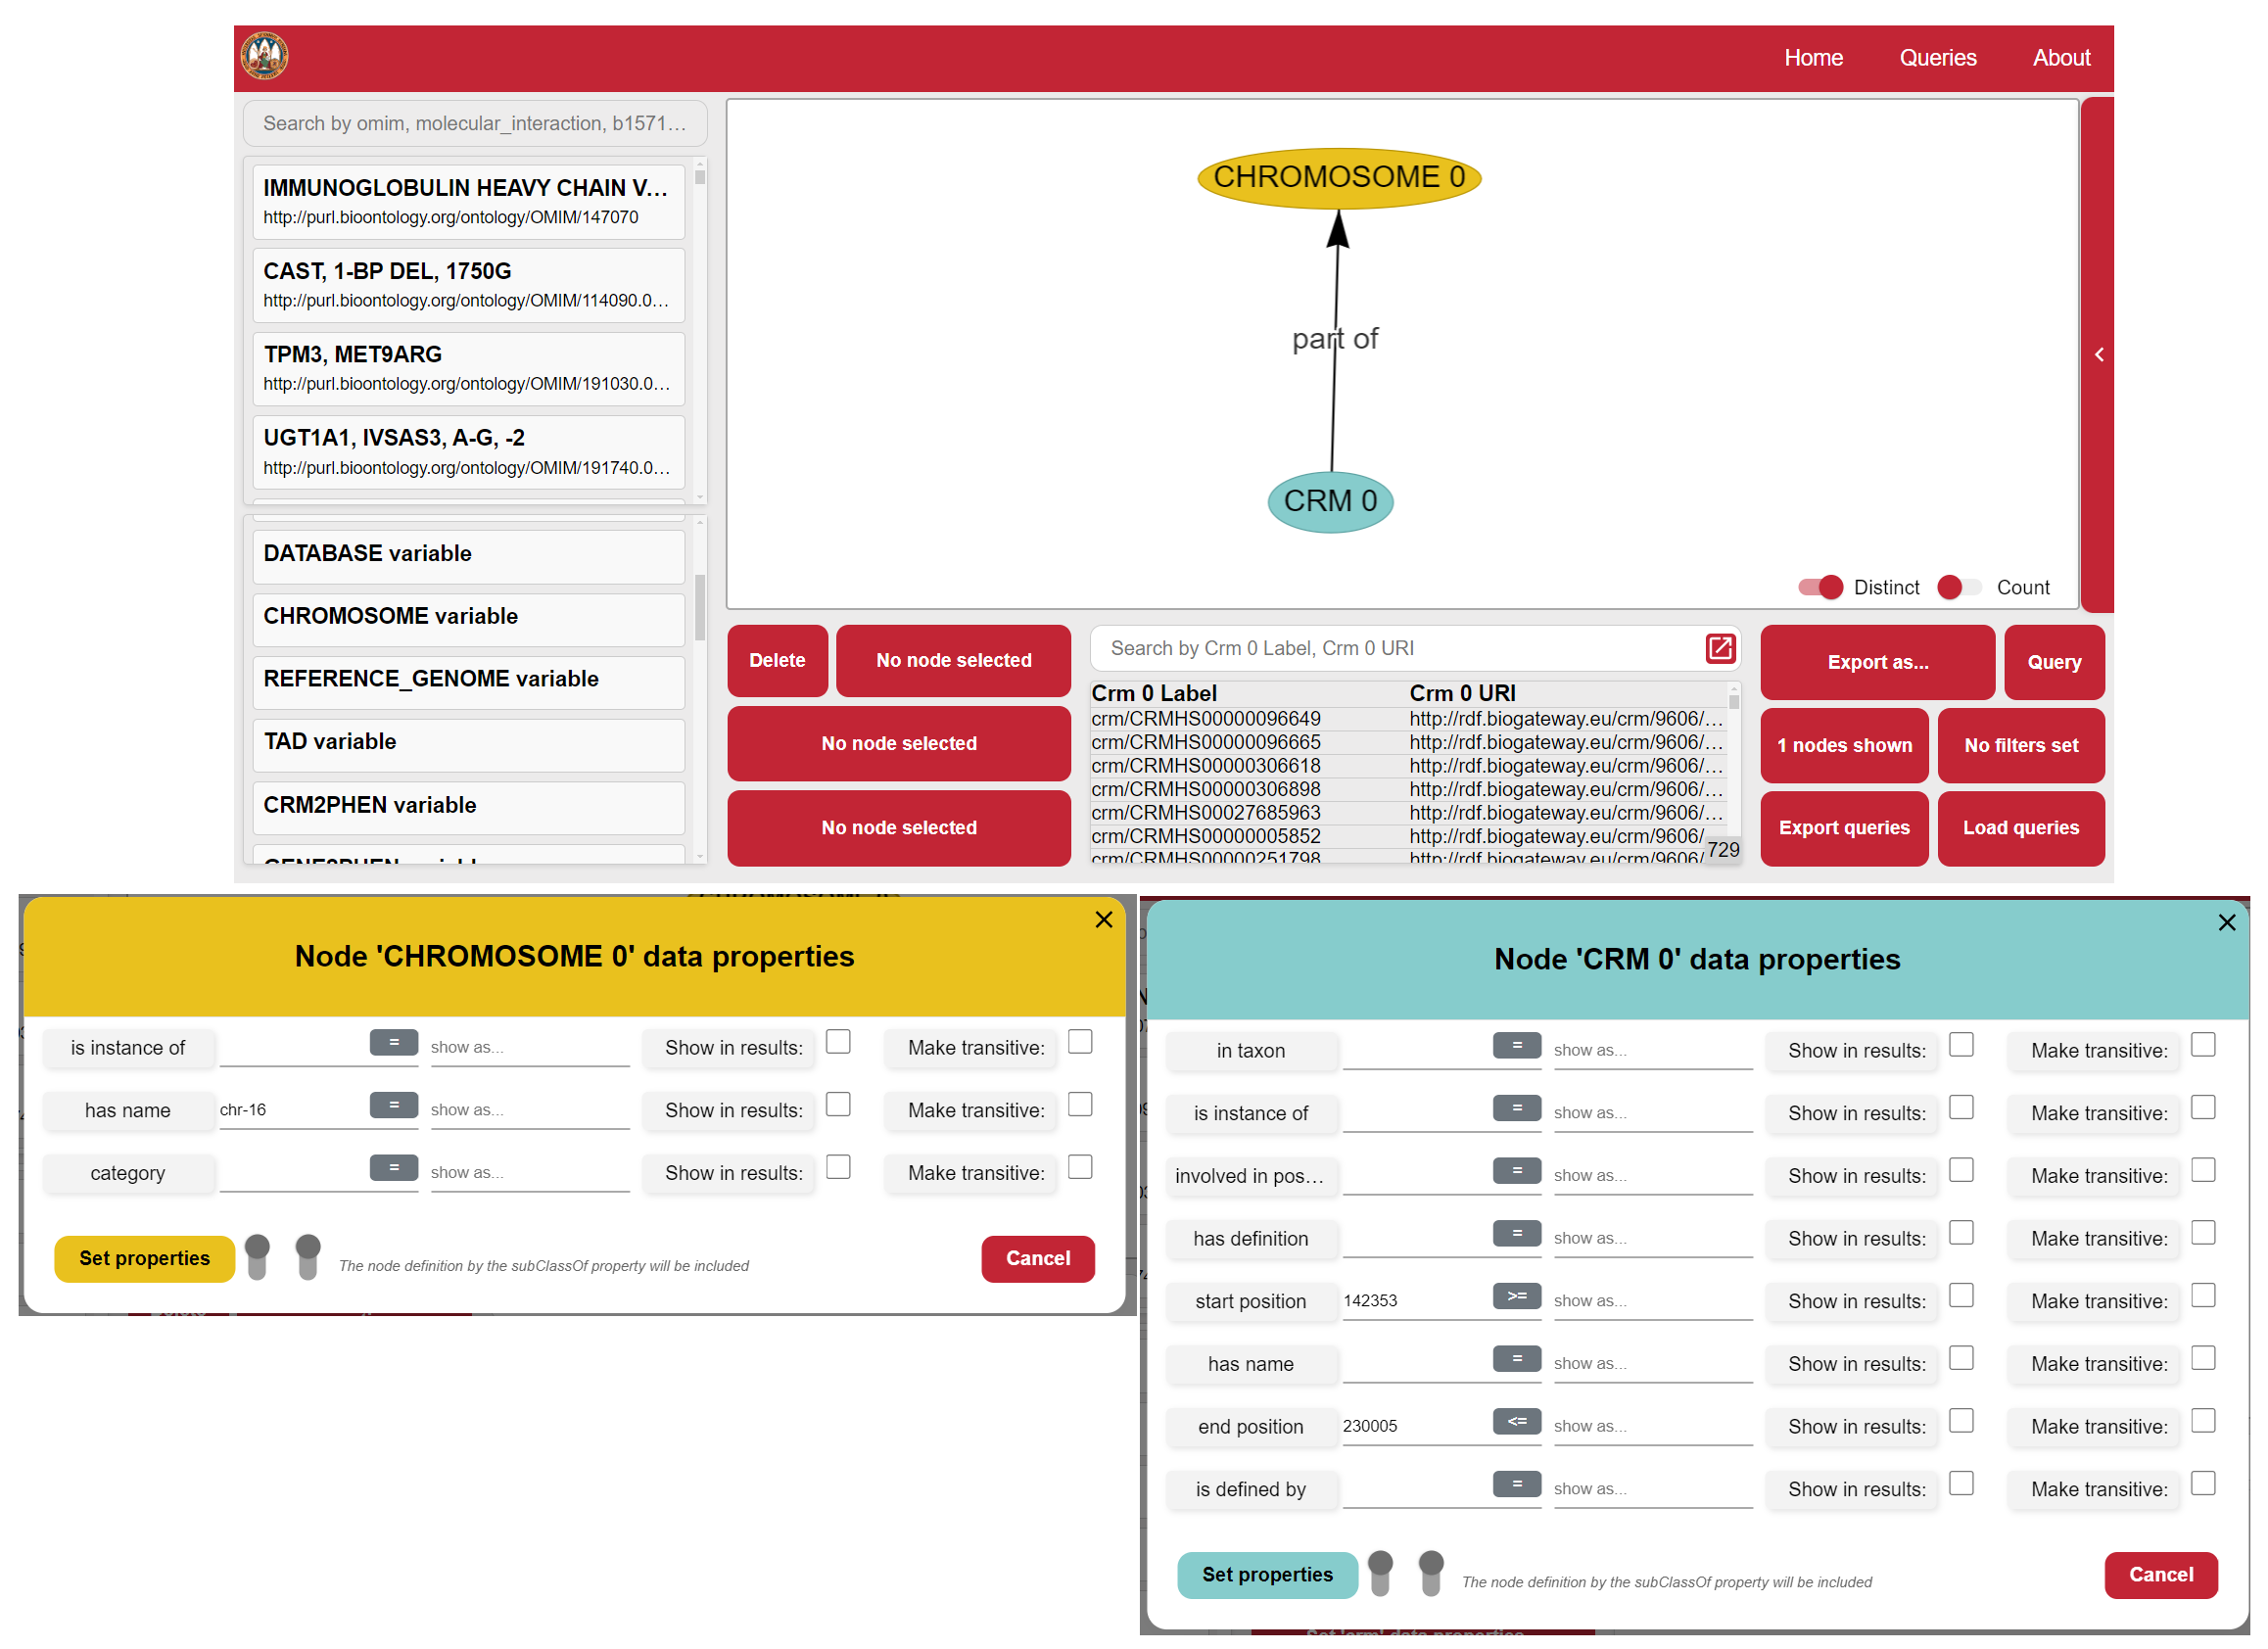 Home Queries About
Search by omim, molecular_interaction, b1571...
IMMUNOGLOBULIN HEAVY CHAIN V...
http://purl.bioontology.org/ontology/OMIM/147070
CAST, 1-BP DEL, 1750G
http://purl.bioontology.org/ontology/OMIM/114090.0...
TPM3, MET9ARG
http://purl.bioontology.org/ontology/OMIM/191030.0...
UGT1A1, IVSAS3, A-G, -2
http://purl.bioontology.org/ontology/OMIM/191740.0...
DATABASE variable
CHROMOSOME variable
REFERENCE_GENOME variable
TAD variable
CRM2PHEN variable
CHROMOSOME 0
part of
CRM 0
Distinct Count
Delete No node selected
No node selected
No node selected
Search by Crm 0 Label, Crm 0 URI
Crm 0 Label Crm 0 URI
crm/CRMHS00000096649 http://rdf.biogateway.eu/crm/9606/...
crm/CRMHS00000096665 http://rdf.biogateway.eu/crm/9606/...
crm/CRMHS00000306618 http://rdf.biogateway.eu/crm/9606/...
crm/CRMHS00000306898 http://rdf.biogateway.eu/crm/9606/...
crm/CRMHS00027685963 http://rdf.biogateway.eu/crm/9606/...
crm/CRMHS00000005852 http://rdf.biogateway.eu/crm/9606/
crm/CRMHS00000251798 http://rdf.biogateway.eu/crm/9606/
729
Export as... Query
1 nodes shown No filters set
Export queries Load queries
Node 'CHROMOSOME 0' data properties
is instance of = show as... Show in results: Make transitive:
has name chr-16 = show as... Show in results: Make transitive:
category = show as... Show in results: Make transitive:
Set properties The node definition by the subClassOf property will be included Cancel
Node 'CRM 0' data properties
in taxon = show as... Show in results: Make transitive:
is instance of = show as... Show in results: Make transitive:
involved in pos... = show as... Show in results: Make transitive:
has definition = show as... Show in results: Make transitive:
start position 142353 >= show as... Show in results: Make transitive:
has name = show as... Show in results: Make transitive:
end position 230005 <= show as... Show in results: Make transitive:
is defined by = show as... Show in results: Make transitive:
Set properties The node definition by the subClassOf property will be included Cancel